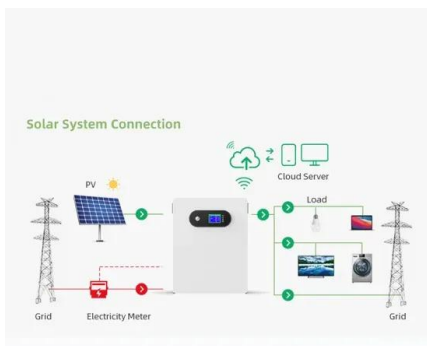 Solar System Connection
PV
Cloud Server
Load
Grid
Electricity Meter
Grid